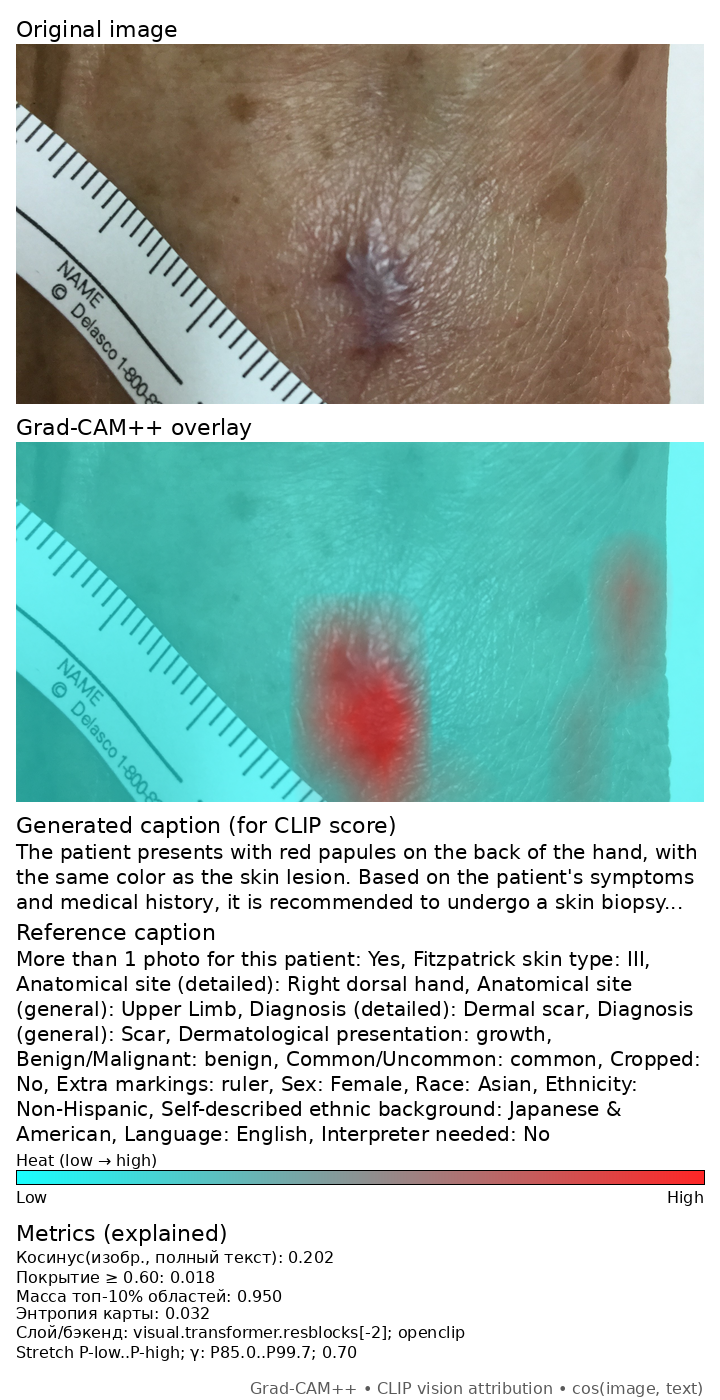 Original image
NAME
© Delasco 1-800-
Grad-CAM++ overlay
NAME
© Delasco 1-800-
Generated caption (for CLIP score)
The patient presents with red papules on the back of the hand, with
the same color as the skin lesion. Based on the patient's symptoms
and medical history, it is recommended to undergo a skin biopsy...
Reference caption
More than 1 photo for this patient: Yes, Fitzpatrick skin type: III,
Anatomical site (detailed): Right dorsal hand, Anatomical site
(general): Upper Limb, Diagnosis (detailed): Dermal scar, Diagnosis
(general): Scar, Dermatological presentation: growth,
Benign/Malignant: benign, Common/Uncommon: common, Cropped:
No, Extra markings: ruler, Sex: Female, Race: Asian, Ethnicity:
Non-Hispanic, Self-described ethnic background: Japanese &
American, Language: English, Interpreter needed: No
Heat (low → high)
Low High
Metrics (explained)
Косинус(изобр., полный текст): 0.202
Покрытие ≥ 0.60: 0.018
Масса топ-10% областей: 0.950
Энтропия карты: 0.032
Слой/бэкенд: visual.transformer.resblocks[-2]; openclip
Stretch P-low..P-high; γ: P85.0..P99.7; 0.70
Grad-CAM++ • CLIP vision attribution • cos(image, text)